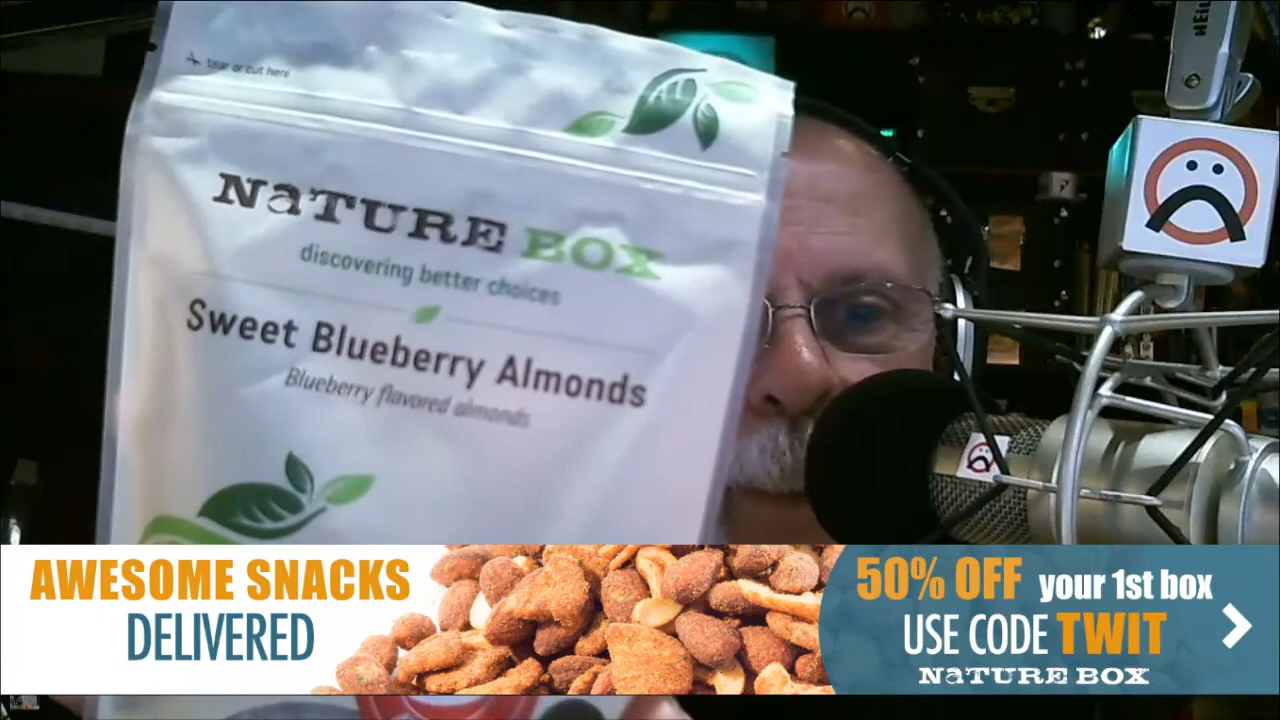 tear or cut here
NaTURE BOX
discovering better choices
Sweet Blueberry Almonds
Blueberry flavored almonds
HEIL
AWESOME SNACKS
DELIVERED
50% OFF your 1st box
USE CODE TWIT
NaTURE BOX